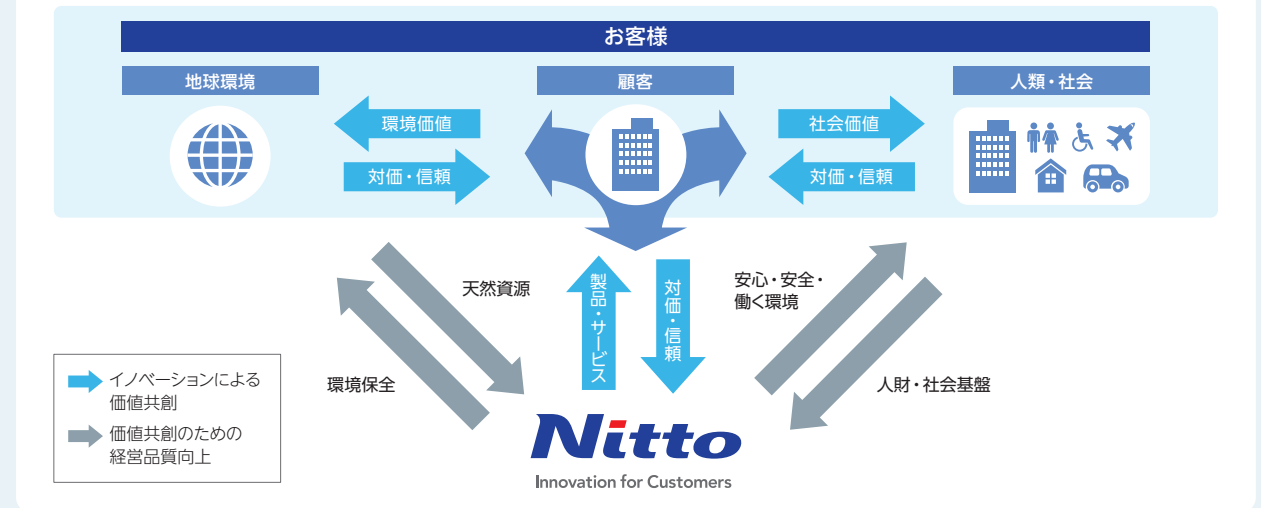 お客様
地球環境
顧客
人類・社会
環境価値
社会価値
対価・信頼
対価・信頼
天然資源
製品・サービス
対価・信頼
安心・安全・
働く環境
環境保全
人財・社会基盤
イノベーションによる
価値共創
価値共創のための
経営品質向上
Nitto
Innovation for Customers